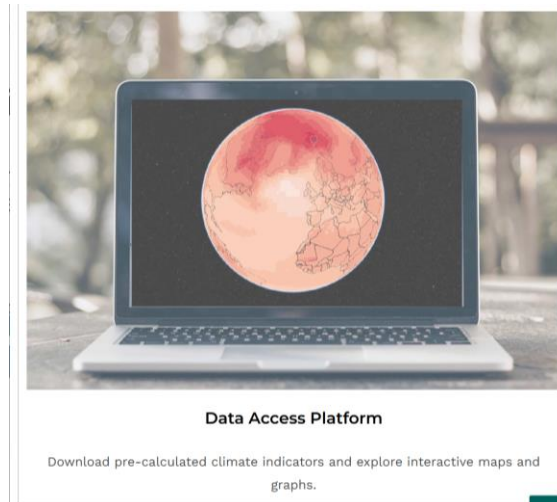 Data Access Platform
Download pre-calculated climate indicators and explore interactive maps and
graphs.